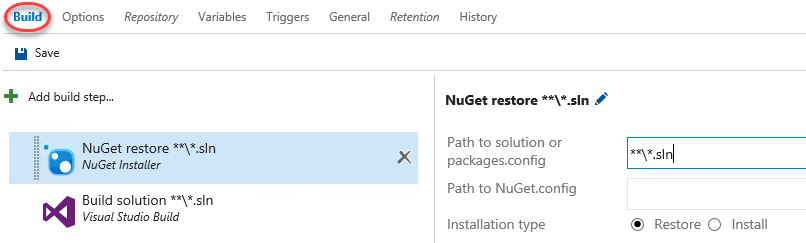 Build Options Repository Variables Triggers General Retention History
Save
Add build step...
NuGet restore **\*.sln
NuGet Installer
Build solution **\*.sln
Visual Studio Build
NuGet restore **\*.sln
Path to solution or
packages.config
**\*.sln
Path to NuGet.config
Installation type Restore Install